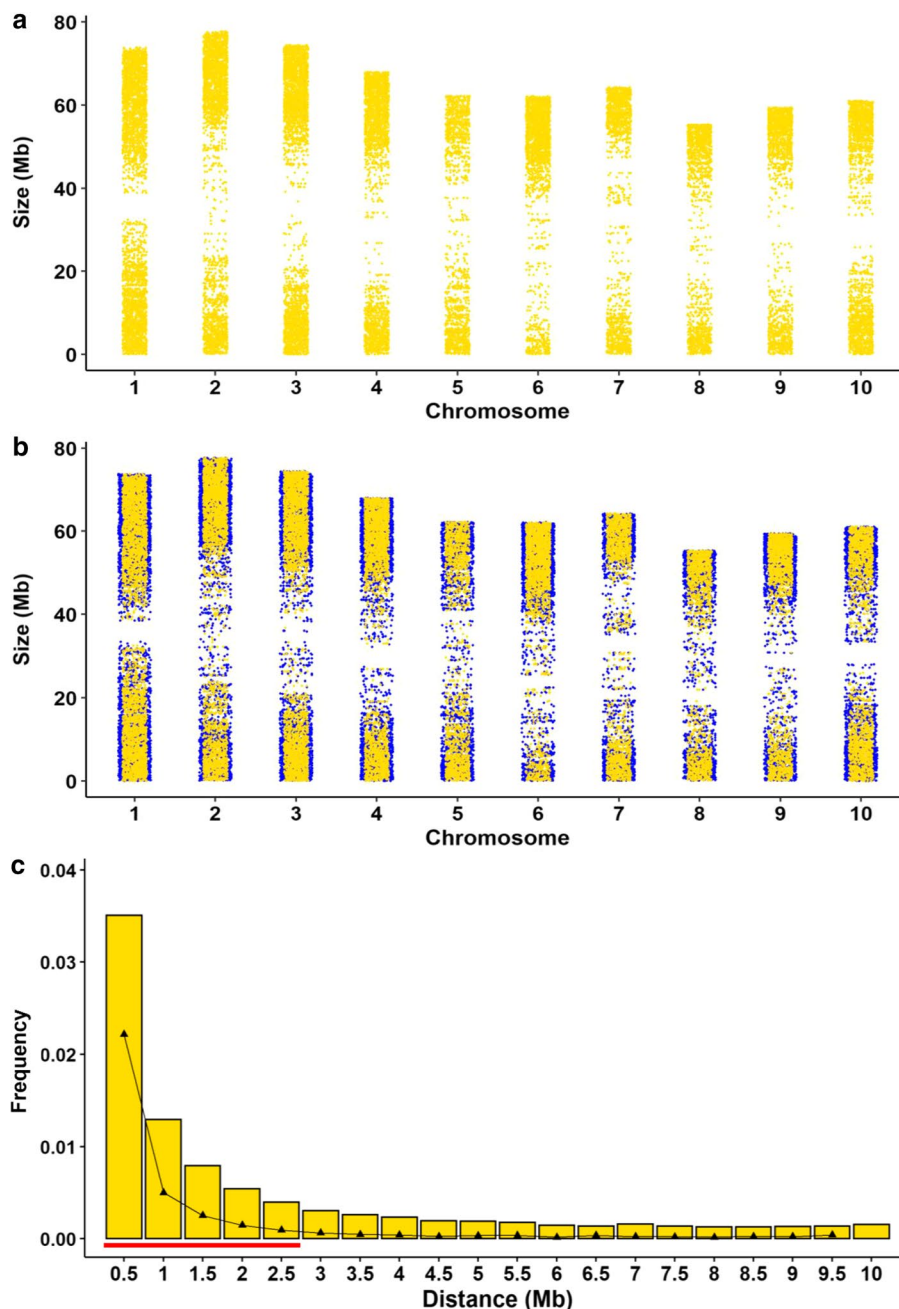 a
80
60
40
20
0
Size (Mb)
1 2 3 4 5 6 7 8 9 10
Chromosome
b
80
60
40
20
0
Size (Mb)
1 2 3 4 5 6 7 8 9 10
Chromosome
c
0.04
0.03
0.02
0.01
0.00
Frequency
0.5 1 1.5 2 2.5 3 3.5 4 4.5 5 5.5 6 6.5 7 7.5 8 8.5 9 9.5 10
Distance (Mb)